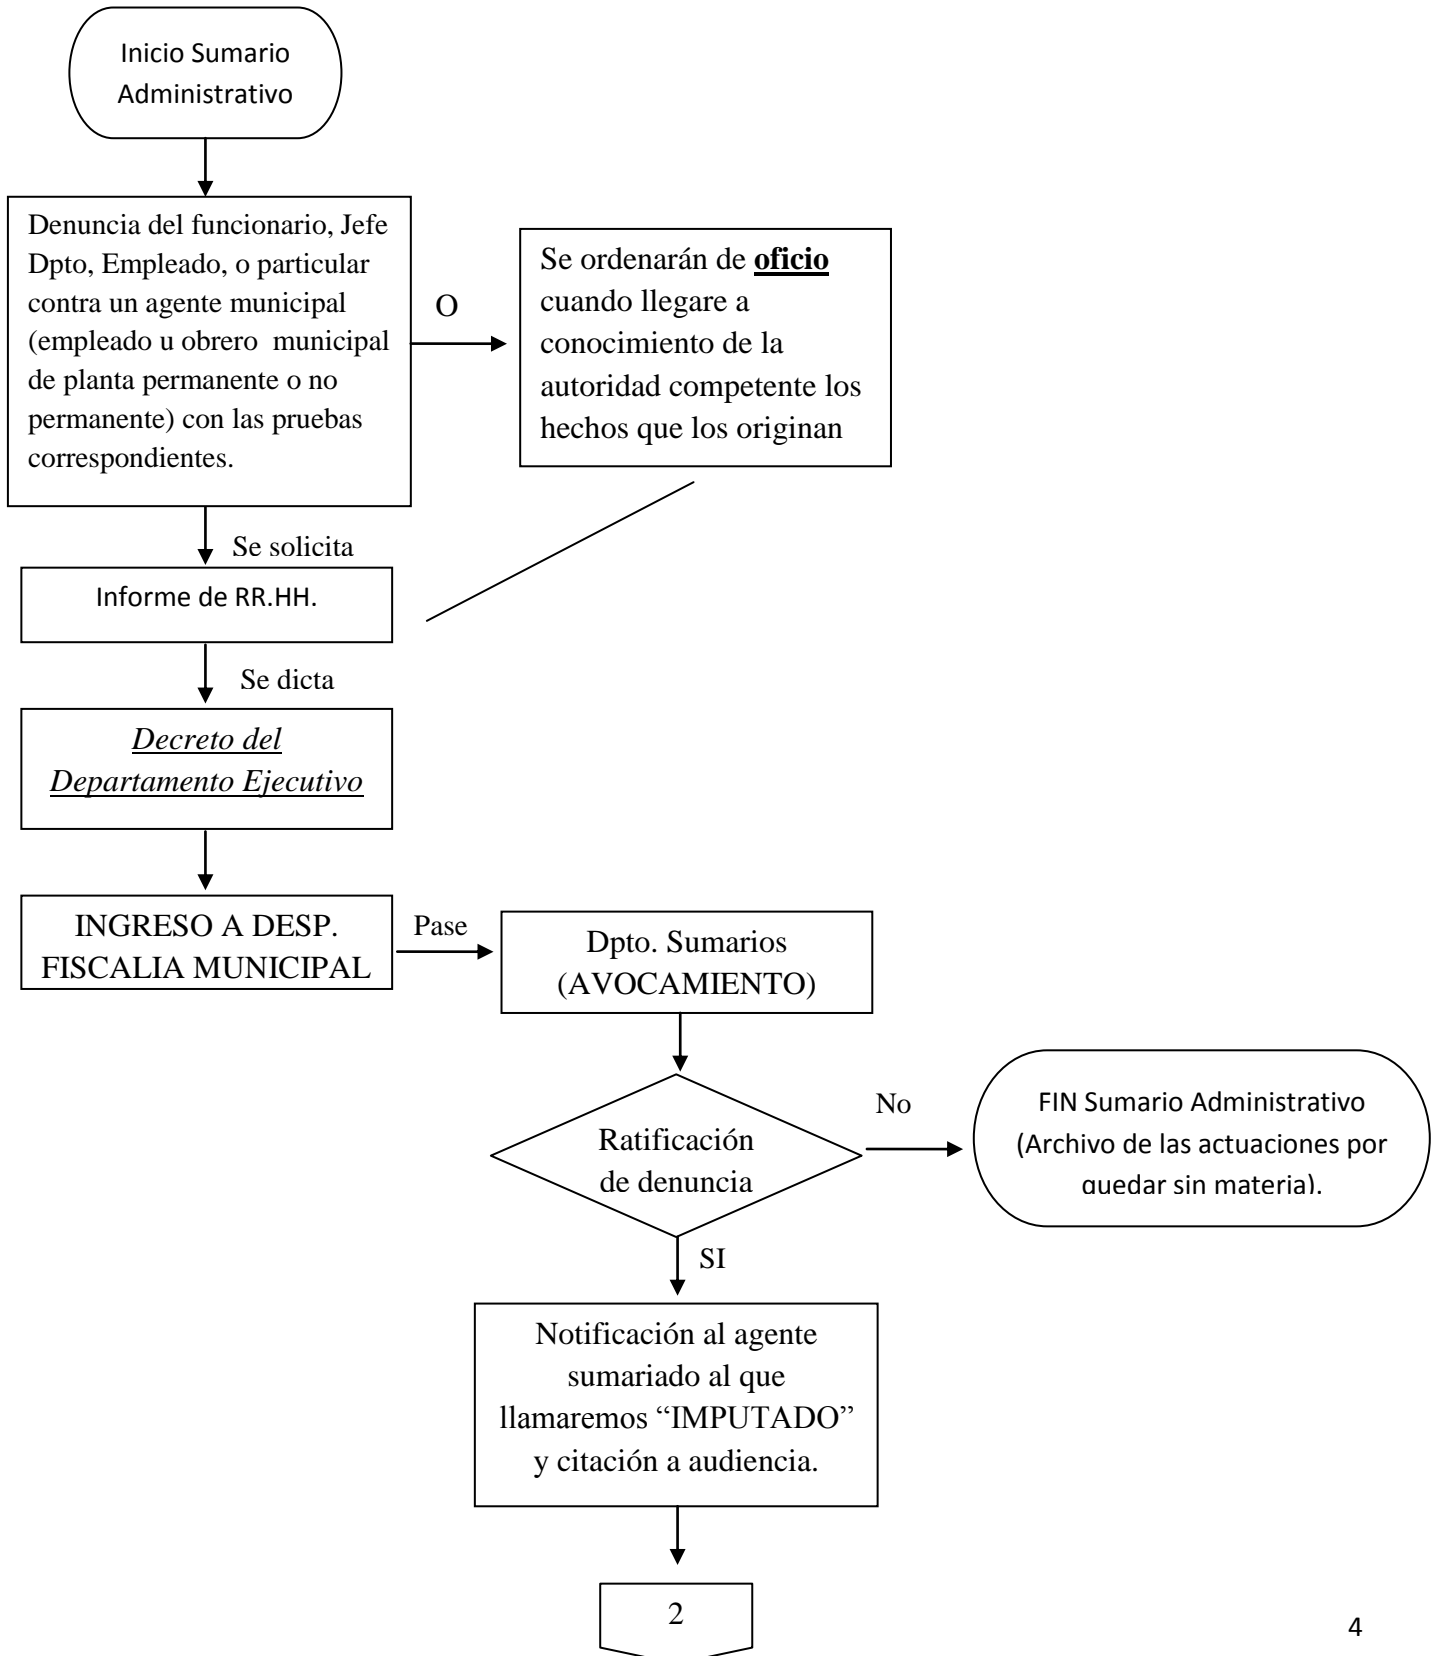 Inicio Sumario
Administrativo
Denuncia del funcionario, Jefe
Dpto, Empleado, o particular
contra un agente municipal
(empleado u obrero municipal
de planta permanente o no
permanente) con las pruebas
correspondientes.
O
Se ordenarán de oficio
cuando llegare a
conocimiento de la
autoridad competente los
hechos que los originan
Se solicita
Informe de RR.HH.
Se dicta
Decreto del
Departamento Ejecutivo
INGRESO A DESP.
FISCALIA MUNICIPAL
Pase
Dpto. Sumarios
(AVOCAMIENTO)
Ratificación
de denuncia
No
FIN Sumario Administrativo
(Archivo de las actuaciones por
quedar sin materia).
SI
Notificación al agente
sumariado al que
llamaremos “IMPUTADO”
y citación a audiencia.
2
4